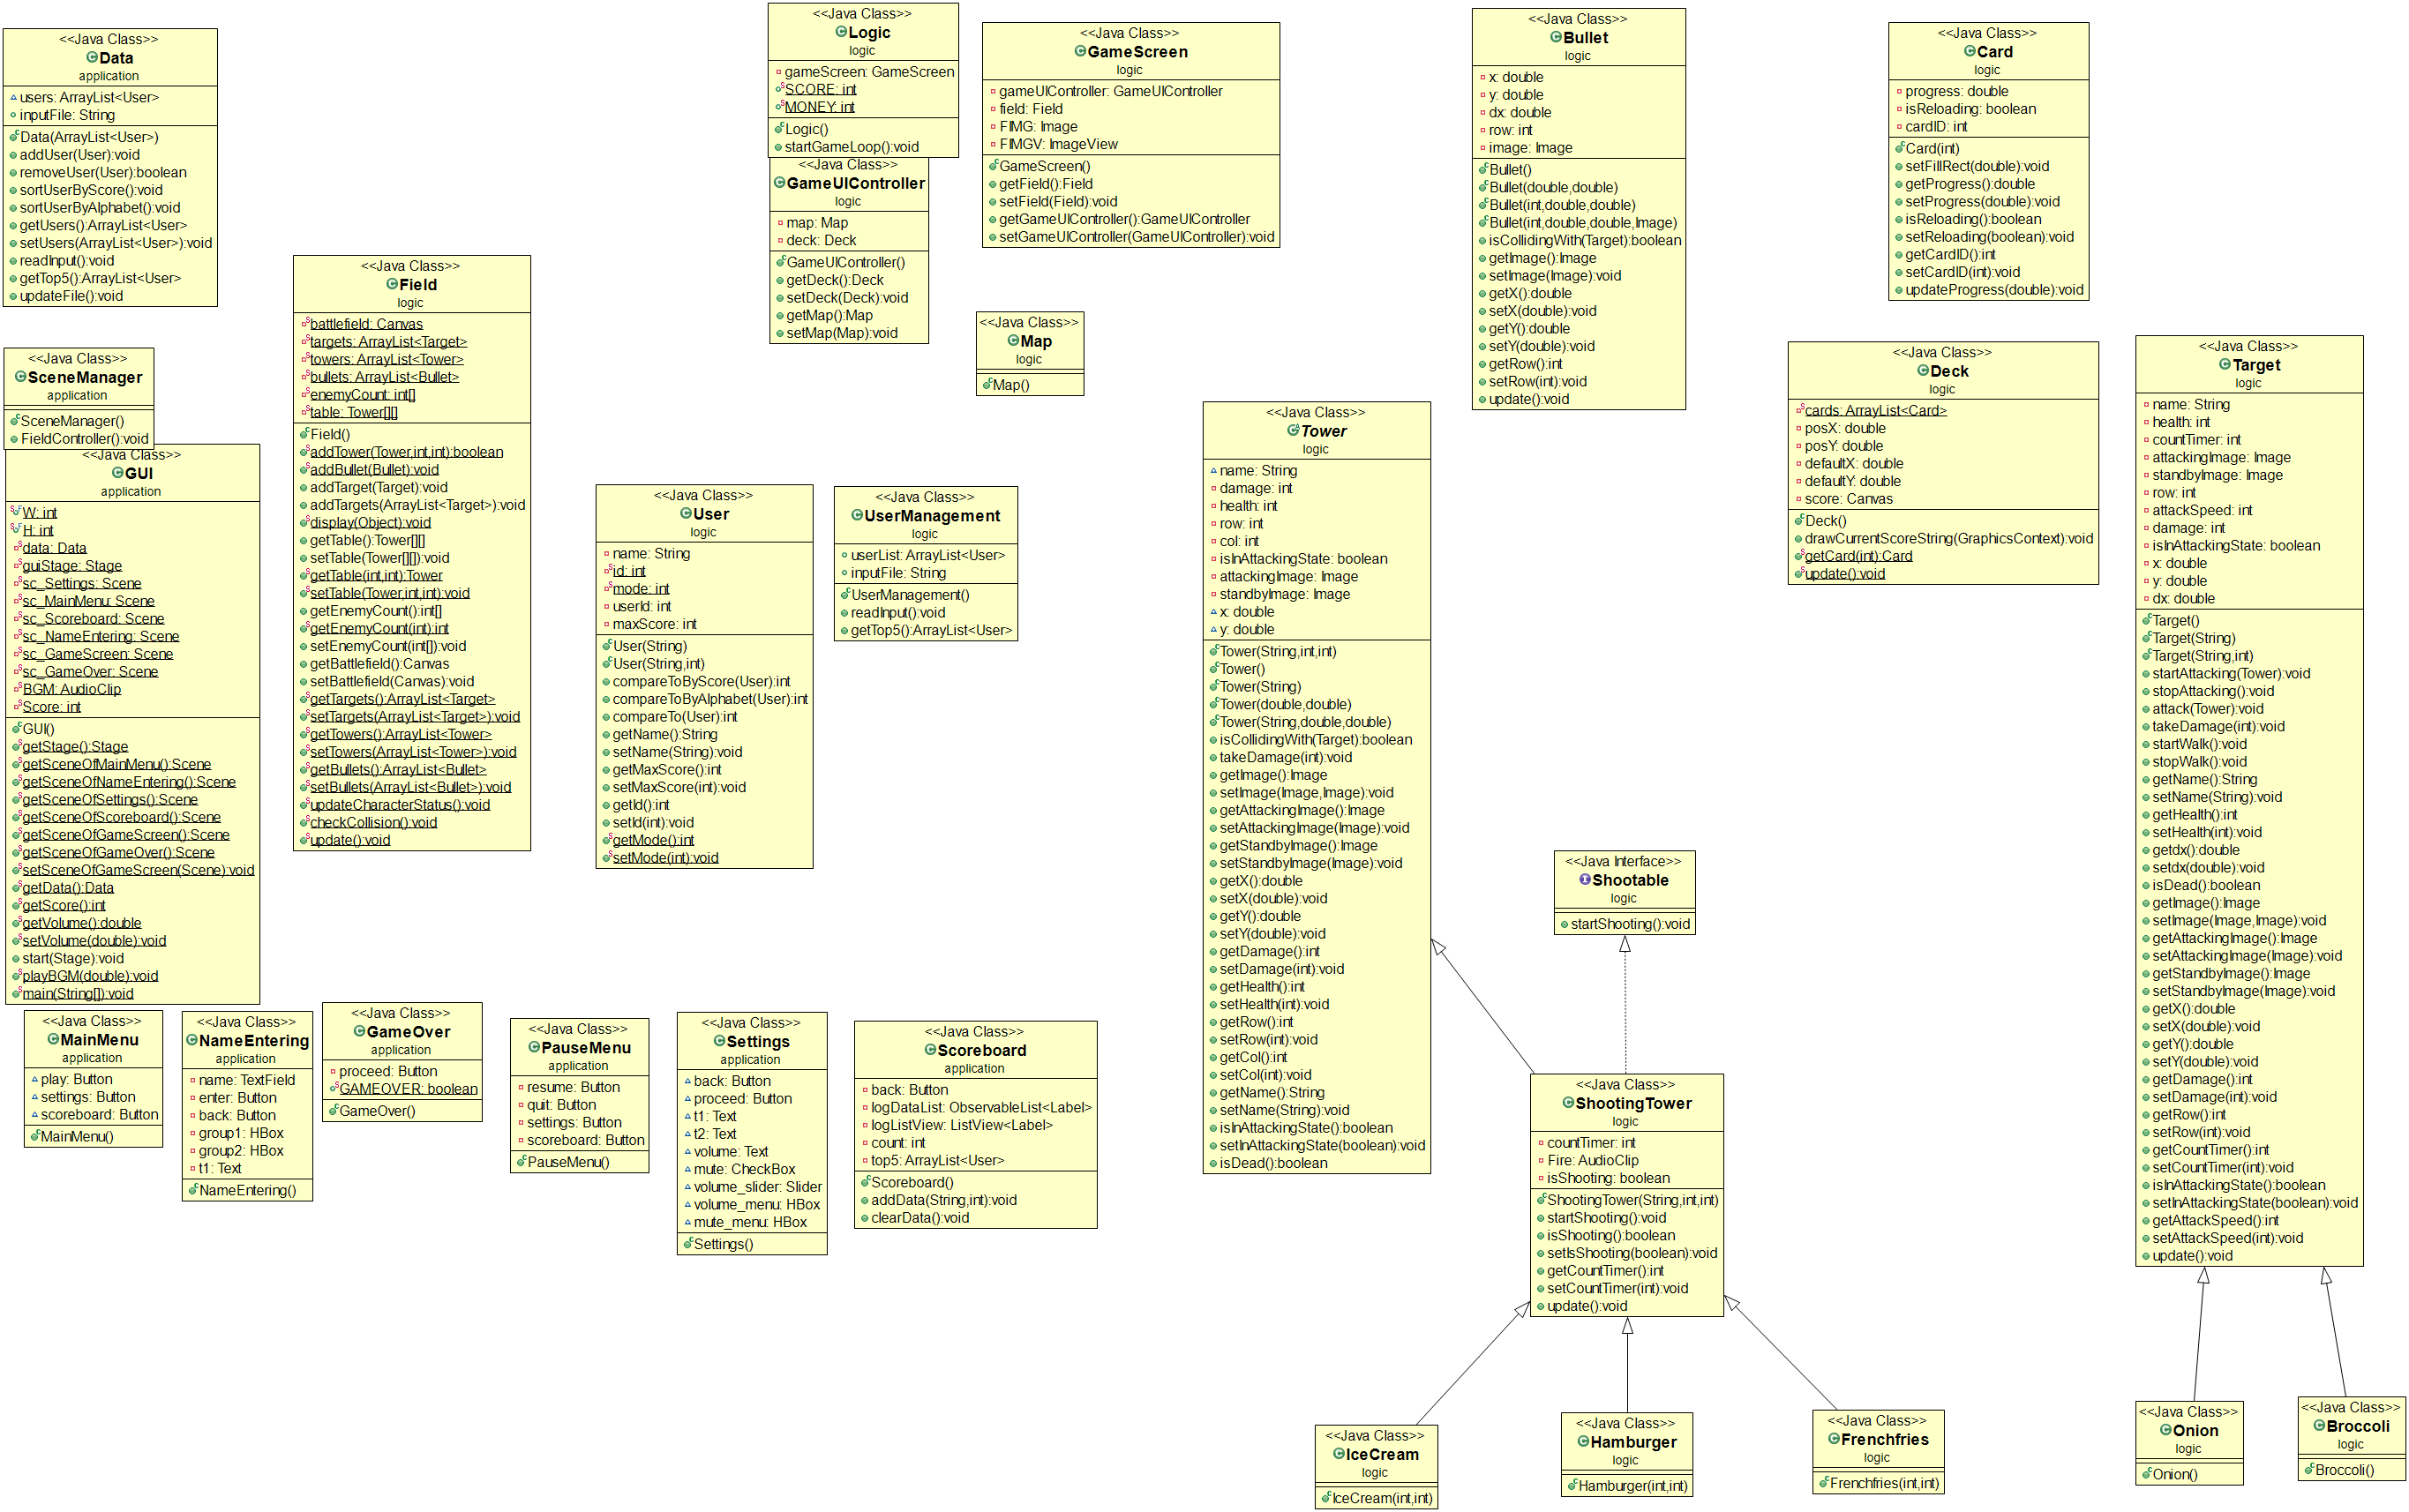 <<Java Class>>
Data
application
users: ArrayList<User>
inputFile: String
Data(ArrayList<User>)
addUser(User):void
removeUser(User):boolean
sortUserByScore():void
sortUserByAlphabet():void
getUsers():ArrayList<User>
setUsers(ArrayList<User>):void
readInput():void
getTop5():ArrayList<User>
updateFile():void
<<Java Class>>
SceneManager
application
SceneManager()
FieldController():void
<<Java Class>>
GUI
application
W: int
H: int
data: Data
guiStage: Stage
sc_Settings: Scene
sc_MainMenu: Scene
sc_Scoreboard: Scene
sc_NameEntering: Scene
sc_GameScreen: Scene
sc_GameOver: Scene
BGM: AudioClip
Score: int
GUI()
getStage():Stage
getSceneOfMainMenu():Scene
getSceneOfNameEntering():Scene
getSceneOfSettings():Scene
getSceneOfScoreboard():Scene
getSceneOfGameScreen():Scene
getSceneOfGameOver():Scene
setSceneOfGameScreen(Scene):void
getData():Data
getScore():int
getVolume():double
setVolume(double):void
start(Stage):void
playBGM(double):void
main(String[]):void
<<Java Class>>
Field
logic
battlefield: Canvas
targets: ArrayList<Target>
towers: ArrayList<Tower>
bullets: ArrayList<Bullet>
enemyCount: int[]
table: Tower[][]
Field()
addTower(Tower,int,int):boolean
addBullet(Bullet):void
addTarget(Target):void
addTargets(ArrayList<Target>):void
display(Object):void
getTable():Tower[][]
setTable(Tower[][]):void
getTable(int,int):Tower
setTable(Tower,int,int):void
getEnemyCount():int[]
getEnemyCount(int):int
setEnemyCount(int[]):void
getBattlefield():Canvas
setBattlefield(Canvas):void
getTargets():ArrayList<Target>
setTargets(ArrayList<Target>):void
getTowers():ArrayList<Tower>
setTowers(ArrayList<Tower>):void
getBullets():ArrayList<Bullet>
setBullets(ArrayList<Bullet>):void
updateCharacterStatus():void
checkCollision():void
update():void
<<Java Class>>
Logic
logic
gameScreen: GameScreen
SCORE: int
MONEY: int
Logic()
startGameLoop():void
<<Java Class>>
GameUIController
logic
map: Map
deck: Deck
GameUIController()
getDeck():Deck
setDeck(Deck):void
getMap():Map
setMap(Map):void
<<Java Class>>
GameScreen
logic
gameUIController: GameUIController
field: Field
FIMG: Image
FIMGV: ImageView
GameScreen()
getField():Field
setField(Field):void
getGameUIController():GameUIController
setGameUIController(GameUIController):void
<<Java Class>>
Map
logic
Map()
<<Java Class>>
User
logic
name: String
id: int
mode: int
userId: int
maxScore: int
User(String)
User(String,int)
compareToByScore(User):int
compareToByAlphabet(User):int
compareTo(User):int
getName():String
setName(String):void
getMaxScore():int
setMaxScore(int):void
getId():int
setId(int):void
getMode():int
setMode(int):void
<<Java Class>>
UserManagement
logic
userList: ArrayList<User>
inputFile: String
UserManagement()
readInput():void
getTop5():ArrayList<User>
<<Java Class>>
Bullet
logic
x: double
y: double
dx: double
row: int
image: Image
Bullet()
Bullet(double,double)
Bullet(int,double,double)
Bullet(int,double,double,Image)
isCollidingWith(Target):boolean
getImage():Image
setImage(Image):void
getX():double
setX(double):void
getY():double
setY(double):void
getRow():int
setRow(int):void
update():void
<<Java Class>>
Card
logic
progress: double
isReloading: boolean
cardID: int
Card(int)
setFillRect(double):void
getProgress():double
setProgress(double):void
isReloading():boolean
setReloading(boolean):void
getCardID():int
setCardID(int):void
updateProgress(double):void
<<Java Class>>
Deck
logic
cards: ArrayList<Card>
posX: double
posY: double
defaultX: double
defaultY: double
score: Canvas
Deck()
drawCurrentScoreString(GraphicsContext):void
getCard(int):Card
update():void
<<Java Class>>
Tower
logic
name: String
damage: int
health: int
row: int
col: int
isInAttackingState: boolean
attackingImage: Image
standbyImage: Image
x: double
y: double
Tower(String,int,int)
Tower()
Tower(String)
Tower(double,double)
Tower(String,double,double)
isCollidingWith(Target):boolean
takeDamage(int):void
getImage():Image
setImage(Image,Image):void
getAttackingImage():Image
setAttackingImage(Image):void
getStandbyImage():Image
setStandbyImage(Image):void
getX():double
setX(double):void
getY():double
setY(double):void
getDamage():int
setDamage(int):void
getHealth():int
setHealth(int):void
getRow():int
setRow(int):void
getCol():int
setCol(int):void
getName():String
setName(String):void
isInAttackingState():boolean
setInAttackingState(boolean):void
isDead():boolean
<<Java Class>>
Target
logic
name: String
health: int
countTimer: int
attackingImage: Image
standbyImage: Image
row: int
attackSpeed: int
damage: int
isInAttackingState: boolean
x: double
y: double
dx: double
Target()
Target(String)
Target(String,int)
startAttacking(Tower):void
stopAttacking():void
attack(Tower):void
takeDamage(int):void
startWalk():void
stopWalk():void
getName():String
setName(String):void
getHealth():int
setHealth(int):void
getdx():double
setdx(double):void
isDead():boolean
getImage():Image
setImage(Image,Image):void
getAttackingImage():Image
setAttackingImage(Image):void
getStandbyImage():Image
setStandbyImage(Image):void
getX():double
setX(double):void
getY():double
setY(double):void
getDamage():int
setDamage(int):void
getRow():int
setRow(int):void
getCountTimer():int
setCountTimer(int):void
isInAttackingState():boolean
setInAttackingState(boolean):void
getAttackSpeed():int
setAttackSpeed(int):void
update():void
<<Java Interface>>
Shootable
logic
startShooting():void
<<Java Class>>
MainMenu
application
play: Button
settings: Button
scoreboard: Button
MainMenu()
<<Java Class>>
NameEntering
application
name: TextField
enter: Button
back: Button
group1: HBox
group2: HBox
t1: Text
NameEntering()
<<Java Class>>
GameOver
application
proceed: Button
GAMEOVER: boolean
GameOver()
<<Java Class>>
PauseMenu
application
resume: Button
quit: Button
settings: Button
scoreboard: Button
PauseMenu()
<<Java Class>>
Settings
application
back: Button
proceed: Button
t1: Text
t2: Text
volume: Text
mute: CheckBox
volume_slider: Slider
volume_menu: HBox
mute_menu: HBox
Settings()
<<Java Class>>
Scoreboard
application
back: Button
logDataList: ObservableList<Label>
logListView: ListView<Label>
count: int
top5: ArrayList<User>
Scoreboard()
addData(String,int):void
clearData():void
<<Java Class>>
ShootingTower
logic
countTimer: int
Fire: AudioClip
isShooting: boolean
ShootingTower(String,int,int)
startShooting():void
isShooting():boolean
setIsShooting(boolean):void
getCountTimer():int
setCountTimer(int):void
update():void
<<Java Class>>
IceCream
logic
IceCream(int,int)
<<Java Class>>
Hamburger
logic
Hamburger(int,int)
<<Java Class>>
Frenchfries
logic
Frenchfries(int,int)
<<Java Class>>
Onion
logic
Onion()
<<Java Class>>
Broccoli
logic
Broccoli()